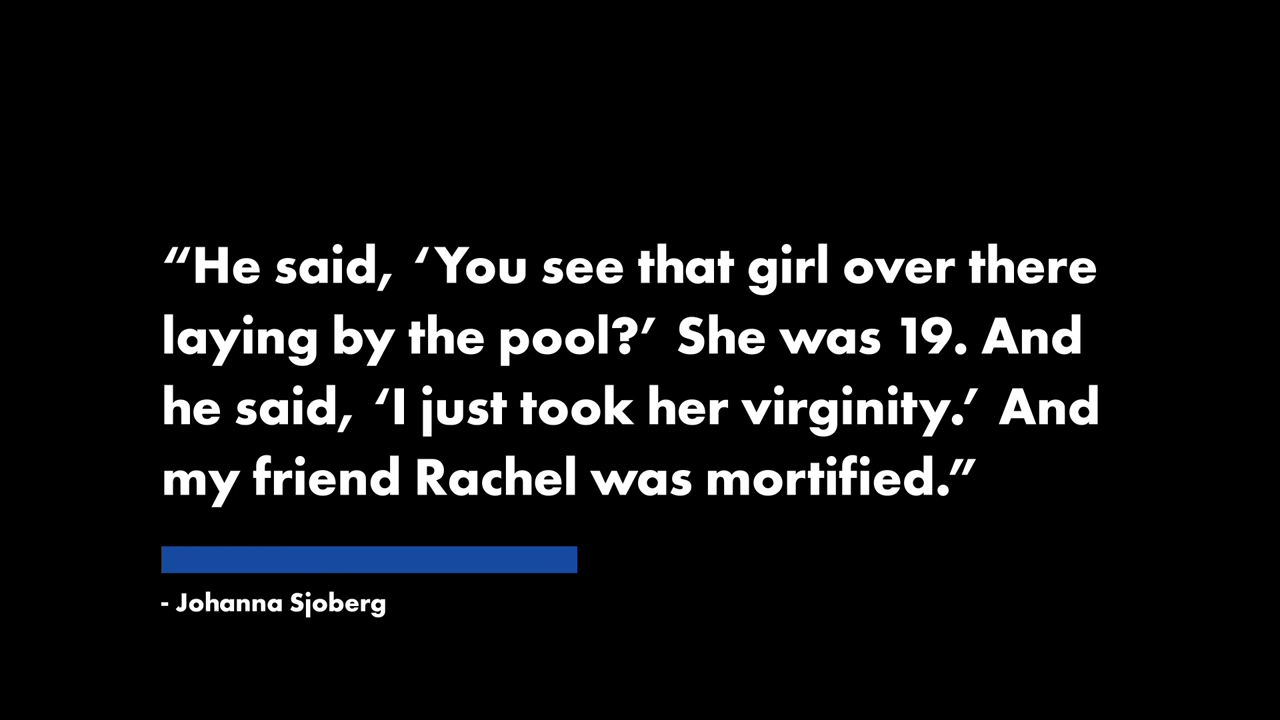 “He said, ‘You see that girl over there
laying by the pool?’ She was 19. And
he said, ‘I just took her virginity.’ And
my friend Rachel was mortified.”
- Johanna Sjoberg